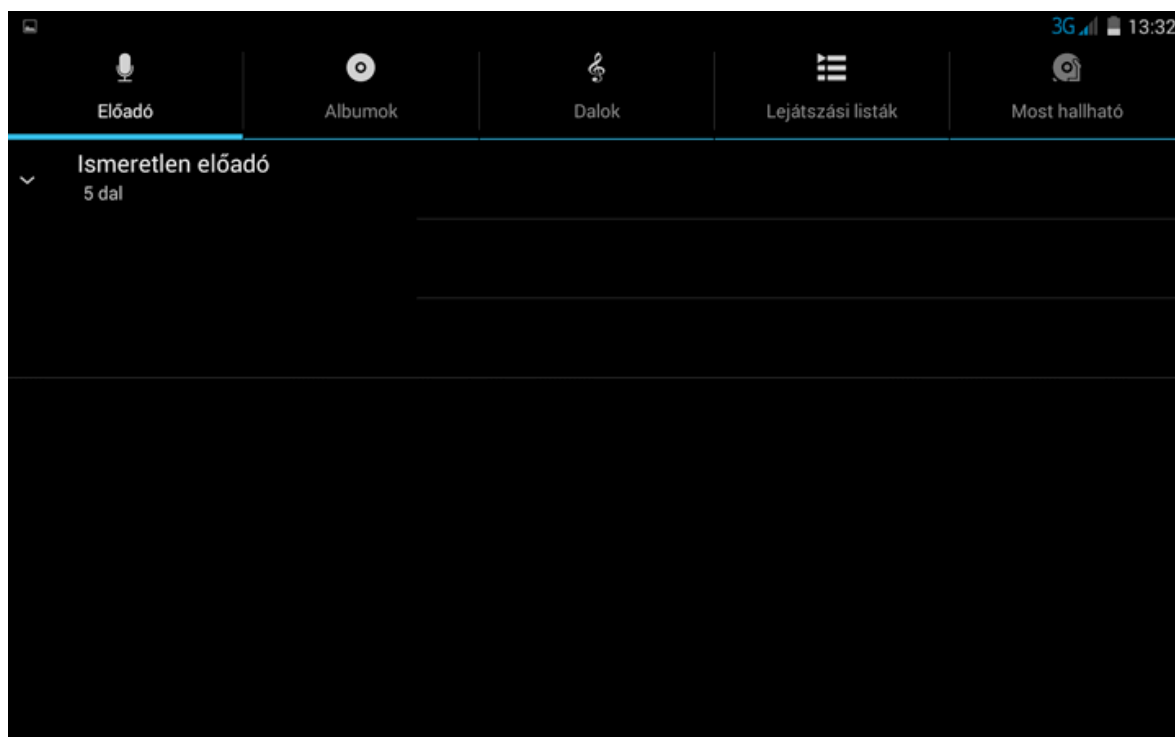 3G 13:32
Előadó Albumok Dalok Lejátszási listák Most hallható
Ismeretlen előadó
5 dal